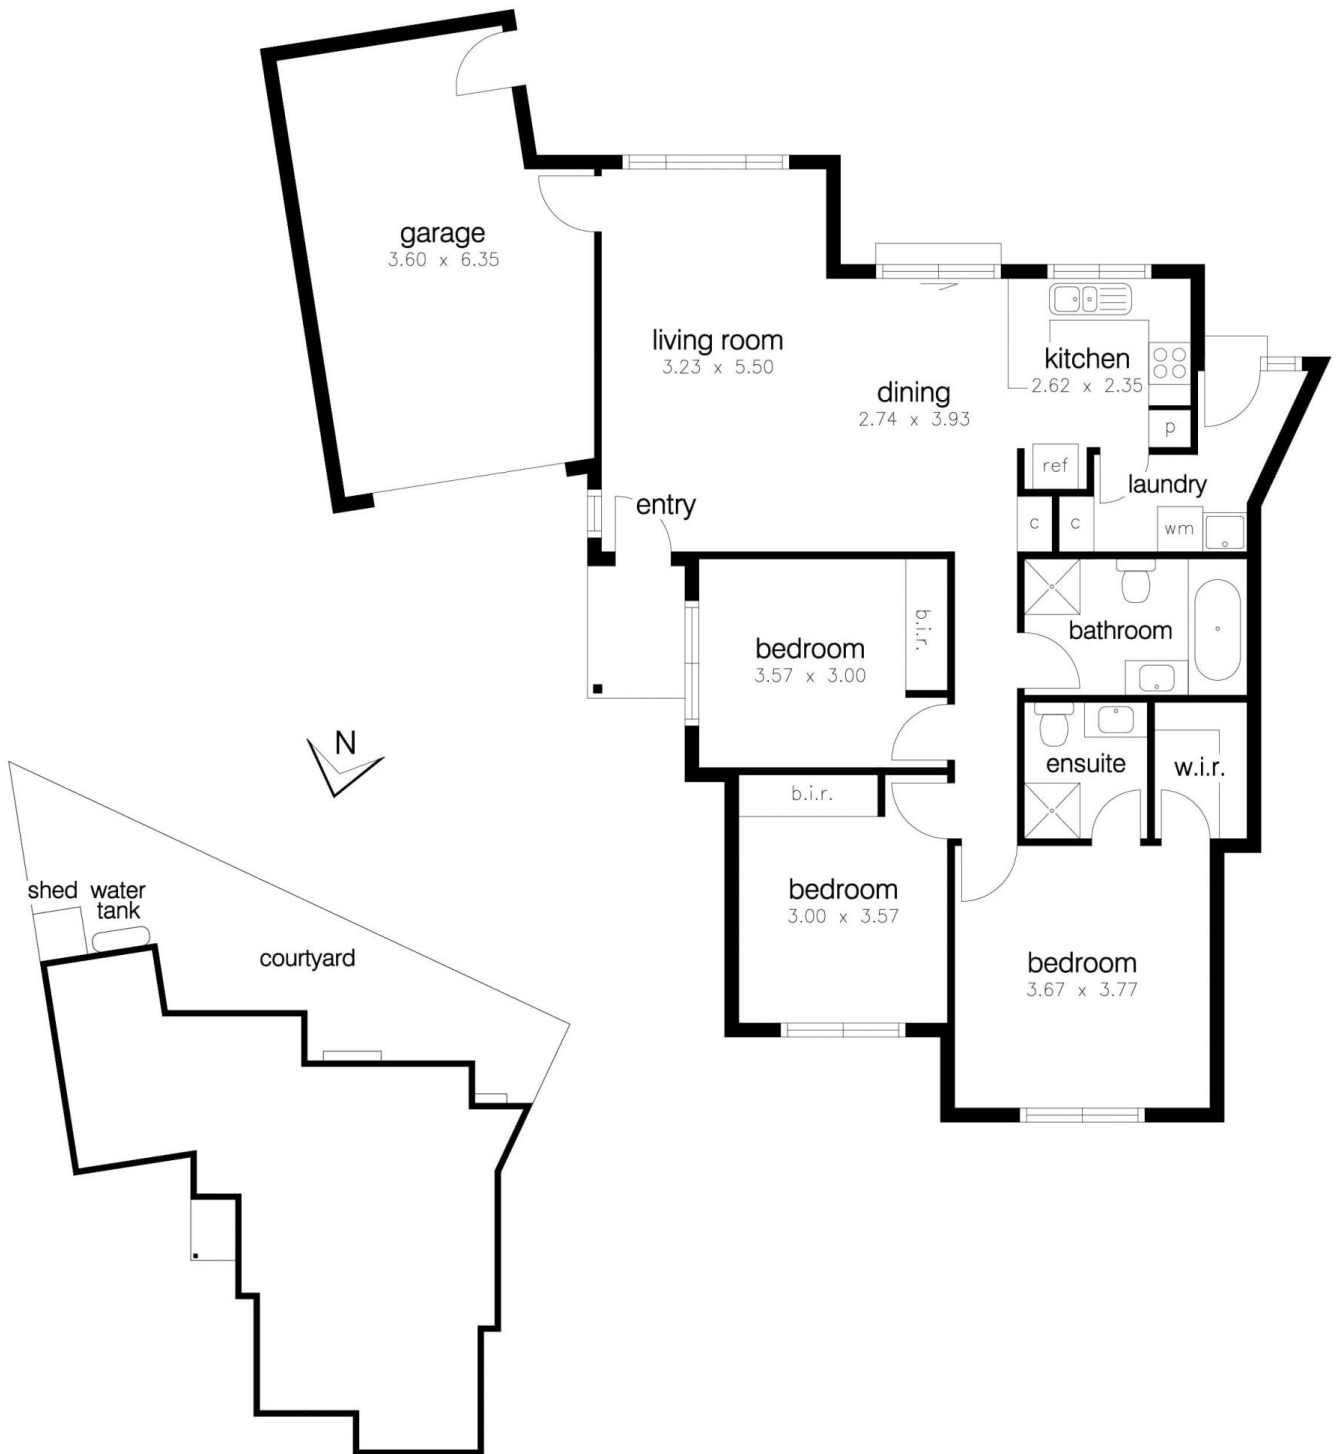 garage
3.60 x 6.35
living room
3.23 x 5.50
dining
2.74 x 3.93
kitchen
2.62 x 2.35
p
ref
laundry
entry
c
c
wm
bathroom
bedroom
3.57 x 3.00
b.i.r.
ensuite
w.i.r.
b.i.r.
bedroom
3.00 x 3.57
bedroom
3.67 x 3.77
N
shed
water
tank
courtyard